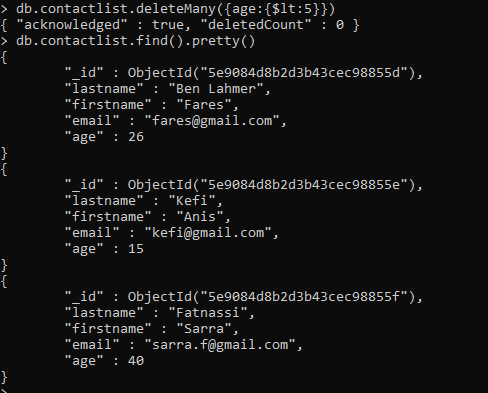 > db.contactlist.deleteMany({age:{$lt:5}})
{ "acknowledged" : true, "deletedCount" : 0 }
> db.contactlist.find().pretty()
{
        "_id" : ObjectId("5e9084d8b2d3b43cec98855d"),
        "lastname" : "Ben Lahmer",
        "firstname" : "Fares",
        "email" : "fares@gmail.com",
        "age" : 26
}
{
        "_id" : ObjectId("5e9084d8b2d3b43cec98855e"),
        "lastname" : "Kefi",
        "firstname" : "Anis",
        "email" : "kefi@gmail.com",
        "age" : 15
}
{
        "_id" : ObjectId("5e9084d8b2d3b43cec98855f"),
        "lastname" : "Fatnassi",
        "firstname" : "Sarra",
        "email" : "sarra.f@gmail.com",
        "age" : 40
}
>